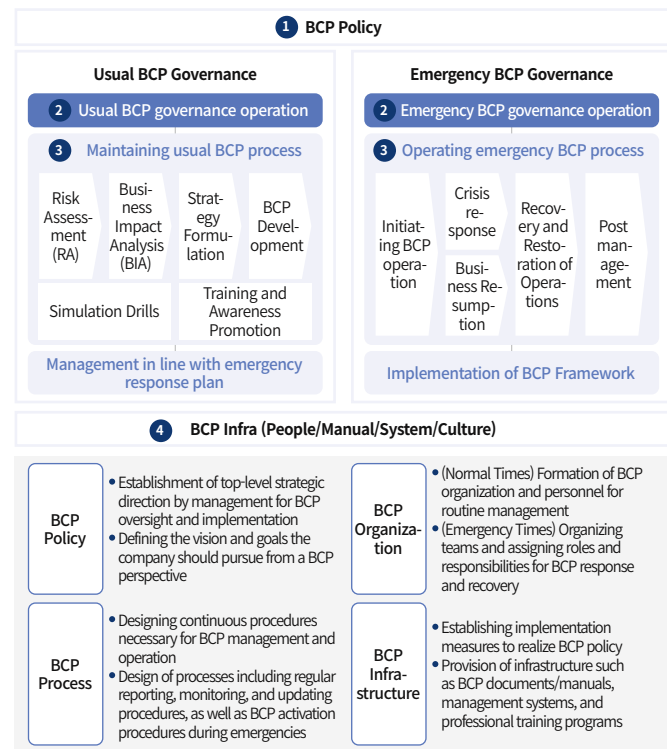 1 BCP Policy
Usual BCP Governance
2 Usual BCP governance operation
3 Maintaining usual BCP process
Risk
Assess-
ment
(RA)
Busi-
ness
Impact
Analysis
(BIA)
Strat-
egy
Formu-
lation
BCP
Devel-
opment
Simulation Drills
Training and
Awareness
Promotion
Management in line with emergency
response plan
Emergency BCP Governance
2 Emergency BCP governance operation
3 Operating emergency BCP process
Initiat-
ing BCP
opera-
tion
Crisis
re-
sponse
Busi-
ness Re-
sump-
tion
Recov-
ery and
Resto-
ration of
Opera-
tions
Post
man-
age-
ment
Implementation of BCP Framework
4 BCP Infra (People/Manual/System/Culture)
BCP
Policy
• Establishment of top-level strategic
direction by management for BCP
oversight and implementation
• Defining the vision and goals the
company should pursue from a BCP
perspective
BCP
Organiza-
tion
• (Normal Times) Formation of BCP
organization and personnel for
routine management
• (Emergency Times) Organizing
teams and assigning roles and
responsibilities for BCP response
and recovery
BCP
Process
• Designing continuous procedures
necessary for BCP management and
operation
• Design of processes including regular
reporting, monitoring, and updating
procedures, as well as BCP activation
procedures during emergencies
BCP
Infra-
structure
• Establishing implementation
measures to realize BCP policy
• Provision of infrastructure such
as BCP documents/manuals,
management systems, and
professional training programs